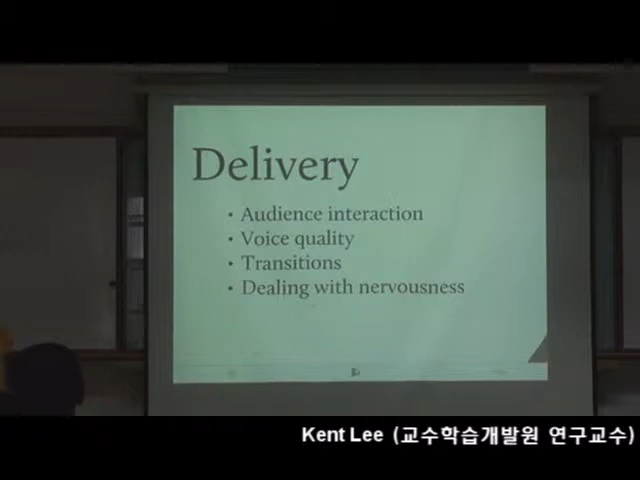 Delivery
• Audience interaction
• Voice quality
• Transitions
• Dealing with nervousness
Kent Lee (교수학습개발원 연구교수)